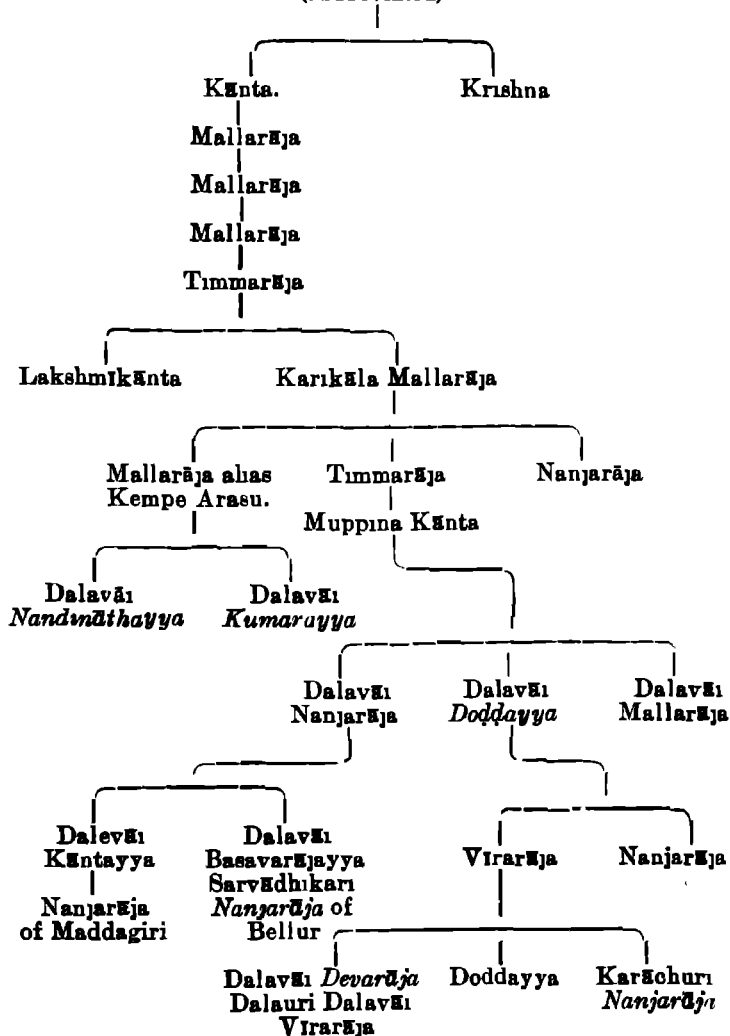 Kānta. Krishna
Mallarāja
Mallarāja
Mallarāja
Timmarāja
Lakshmīkānta Karikāla Mallarāja
Mallarāja alias Timmarāja Nanjarāja
Kempe Arasu.
Muppina Kānta
Dalavāi Dalavāi
Nandināthayya Kumarayya
Dalavāi Dalavāi Dalavāi
Nanjarāja Doḍḍayya Mallarāja
Dalevāi Dalavāi
Kāntayya Basavarājayya Vīrarāja Nanjarāja
Sarvādhikari
Nanjarāja Nanjarāja of
of Maddagiri Bellur
Dalavāi Devarāja Doddayya Karāchuri
Dalauri Dalavāi Nanjarāja
Vīrarāja